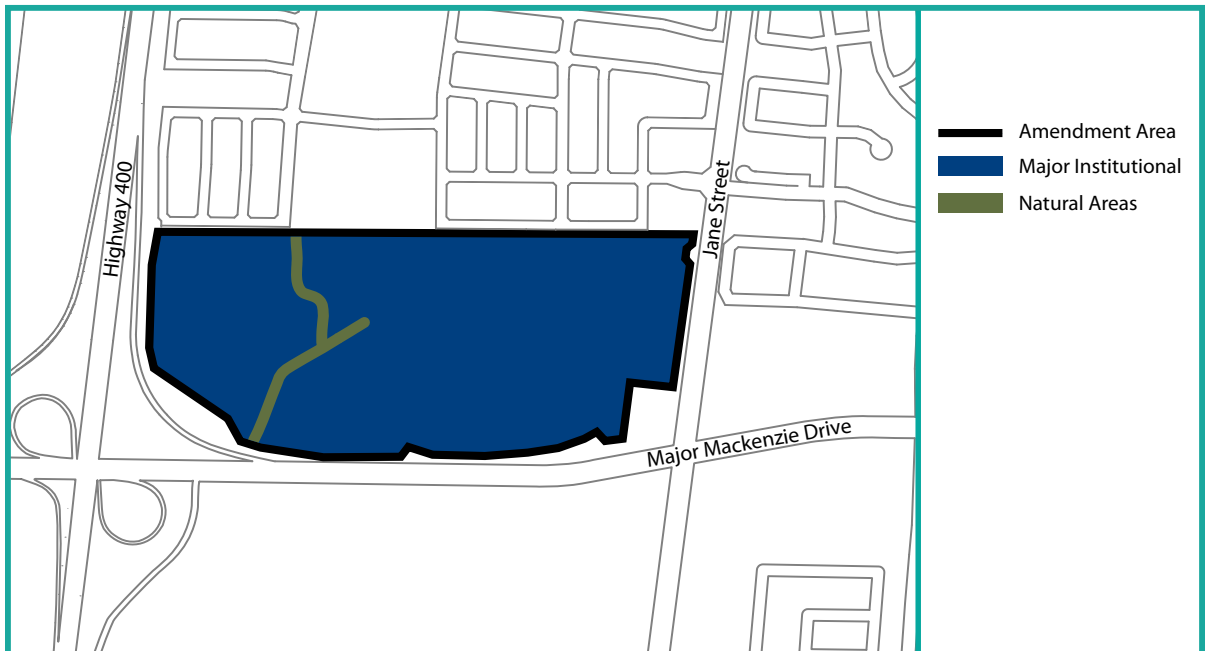 Highway 400
Jane Street
Major Mackenzie Drive
Amendment Area
Major Institutional
Natural Areas